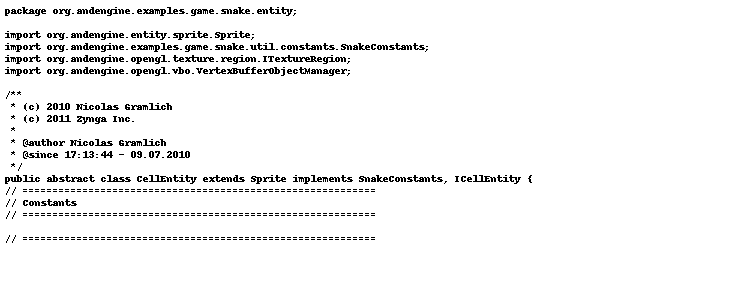 package org.andengine.examples.game.snake.entity;
import org.andengine.entity.sprite.Sprite;
import org.andengine.examples.game.snake.util.constants.SnakeConstants;
import org.andengine.opengl.texture.region.ITextureRegion;
import org.andengine.opengl.vbo.VertexBufferObjectManager;
/**
 * (c) 2010 Nicolas Gramlich
 * (c) 2011 Zynga Inc.
 *
 * @author Nicolas Gramlich
 * @since 17:13:44 - 09.07.2010
 */
public abstract class CellEntity extends Sprite implements SnakeConstants, ICellEntity {
// ===========================================================
// Constants
// ===========================================================
// ===========================================================